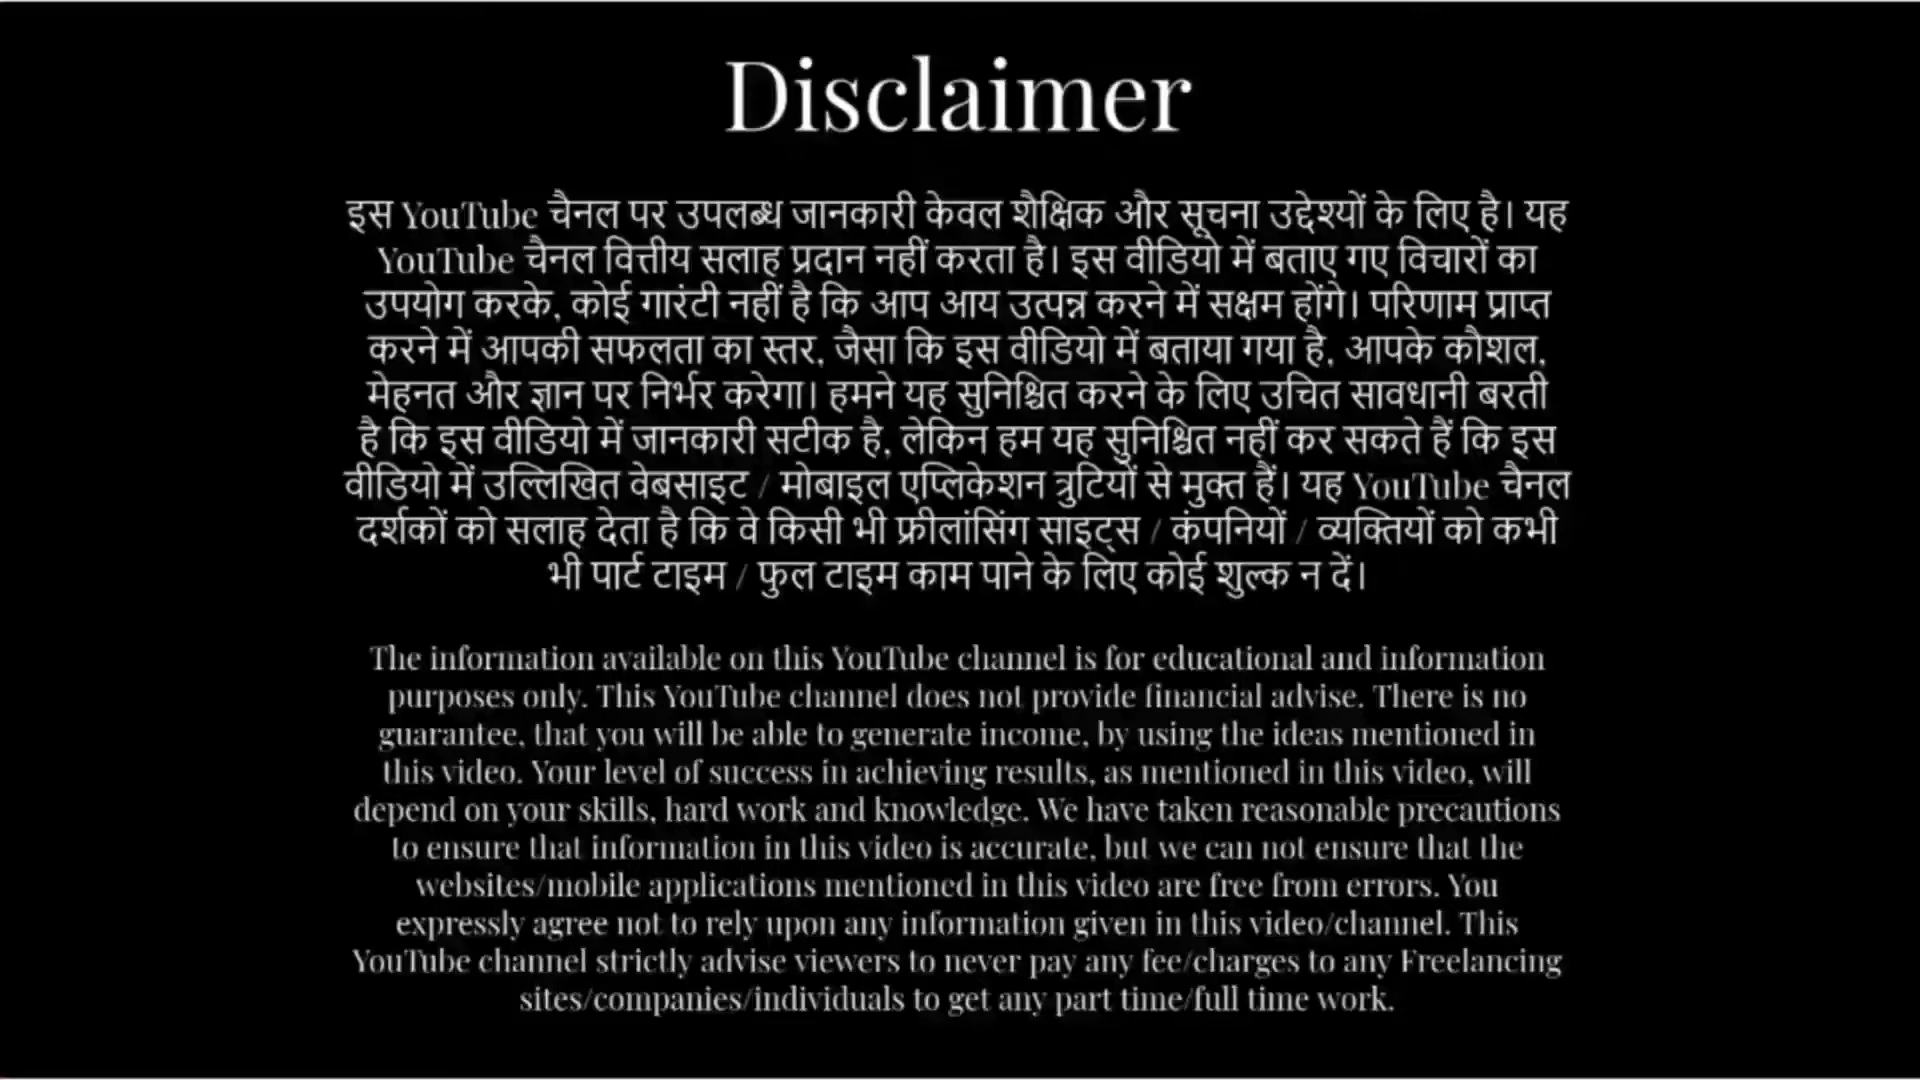 Disclaimer
इस YouTube चैनल पर उपलब्ध जानकारी केवल शैक्षिक और सूचना उद्देश्यों के लिए है। यह
YouTube चैनल वित्तीय सलाह प्रदान नहीं करता है। इस वीडियो में बताए गए विचारों का
उपयोग करके, कोई गारंटी नहीं है कि आप आय उत्पन्न करने में सक्षम होंगे। परिणाम प्राप्त
करने में आपकी सफलता का स्तर, जैसा कि इस वीडियो में बताया गया है, आपके कौशल,
मेहनत और ज्ञान पर निर्भर करेगा। हमने यह सुनिश्चित करने के लिए उचित सावधानी बरती
है कि इस वीडियो में जानकारी सटीक है, लेकिन हम यह सुनिश्चित नहीं कर सकते हैं कि इस
वीडियो में उल्लिखित वेबसाइट / मोबाइल एप्लिकेशन त्रुटियों से मुक्त हैं। यह YouTube चैनल
दर्शकों को सलाह देता है कि वे किसी भी फ्रीलांसिंग साइट्स / कंपनियों / व्यक्तियों को कभी
भी पार्ट टाइम / फुल टाइम काम पाने के लिए कोई शुल्क न दें।
The information available on this YouTube channel is for educational and information
purposes only. This YouTube channel does not provide financial advise. There is no
guarantee, that you will be able to generate income, by using the ideas mentioned in
this video. Your level of success in achieving results, as mentioned in this video, will
depend on your skills, hard work and knowledge. We have taken reasonable precautions
to ensure that information in this video is accurate, but we can not ensure that the
websites/mobile applications mentioned in this video are free from errors. You
expressly agree not to rely upon any information given in this video/channel. This
YouTube channel strictly advise viewers to never pay any fee/charges to any Freelancing
sites/companies/individuals to get any part time/full time work.